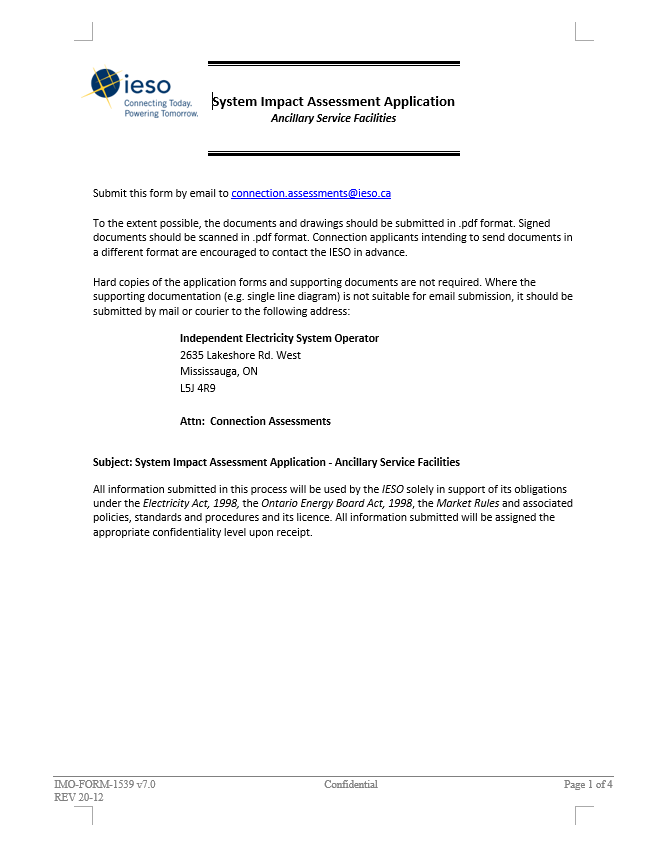 ieso
Connecting Today.
Powering Tomorrow.
System Impact Assessment Application
Ancillary Service Facilities
Submit this form by email to connection.assessments@ieso.ca
To the extent possible, the documents and drawings should be submitted in .pdf format. Signed
documents should be scanned in .pdf format. Connection applicants intending to send documents in
a different format are encouraged to contact the IESO in advance.
Hard copies of the application forms and supporting documents are not required. Where the
supporting documentation (e.g. single line diagram) is not suitable for email submission, it should be
submitted by mail or courier to the following address:
Independent Electricity System Operator
2635 Lakeshore Rd. West
Mississauga, ON
L5J 4R9
Attn:  Connection Assessments
Subject: System Impact Assessment Application - Ancillary Service Facilities
All information submitted in this process will be used by the IESO solely in support of its obligations
under the Electricity Act, 1998, the Ontario Energy Board Act, 1998, the Market Rules and associated
policies, standards and procedures and its licence. All information submitted will be assigned the
appropriate confidentiality level upon receipt.
IMO-FORM-1539 v7.0 Confidential Page 1 of 4
REV 20-12